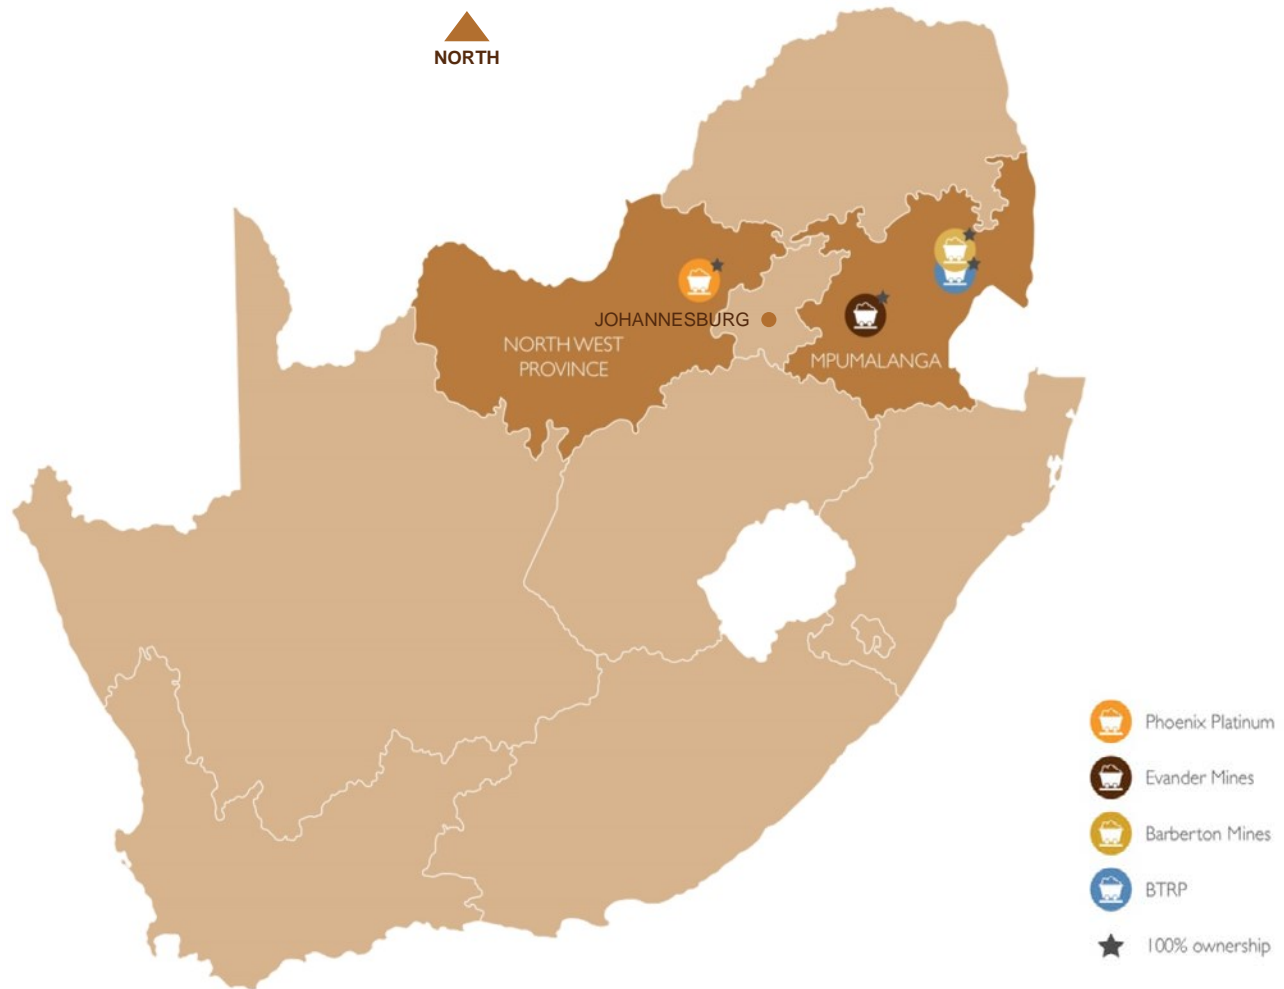 NORTH
JOHANNESBURG
NORTH WEST
PROVINCE
MPUMALANGA
Phoenix Platinum
Evander Mines
Barberton Mines
BTRP
100% ownership